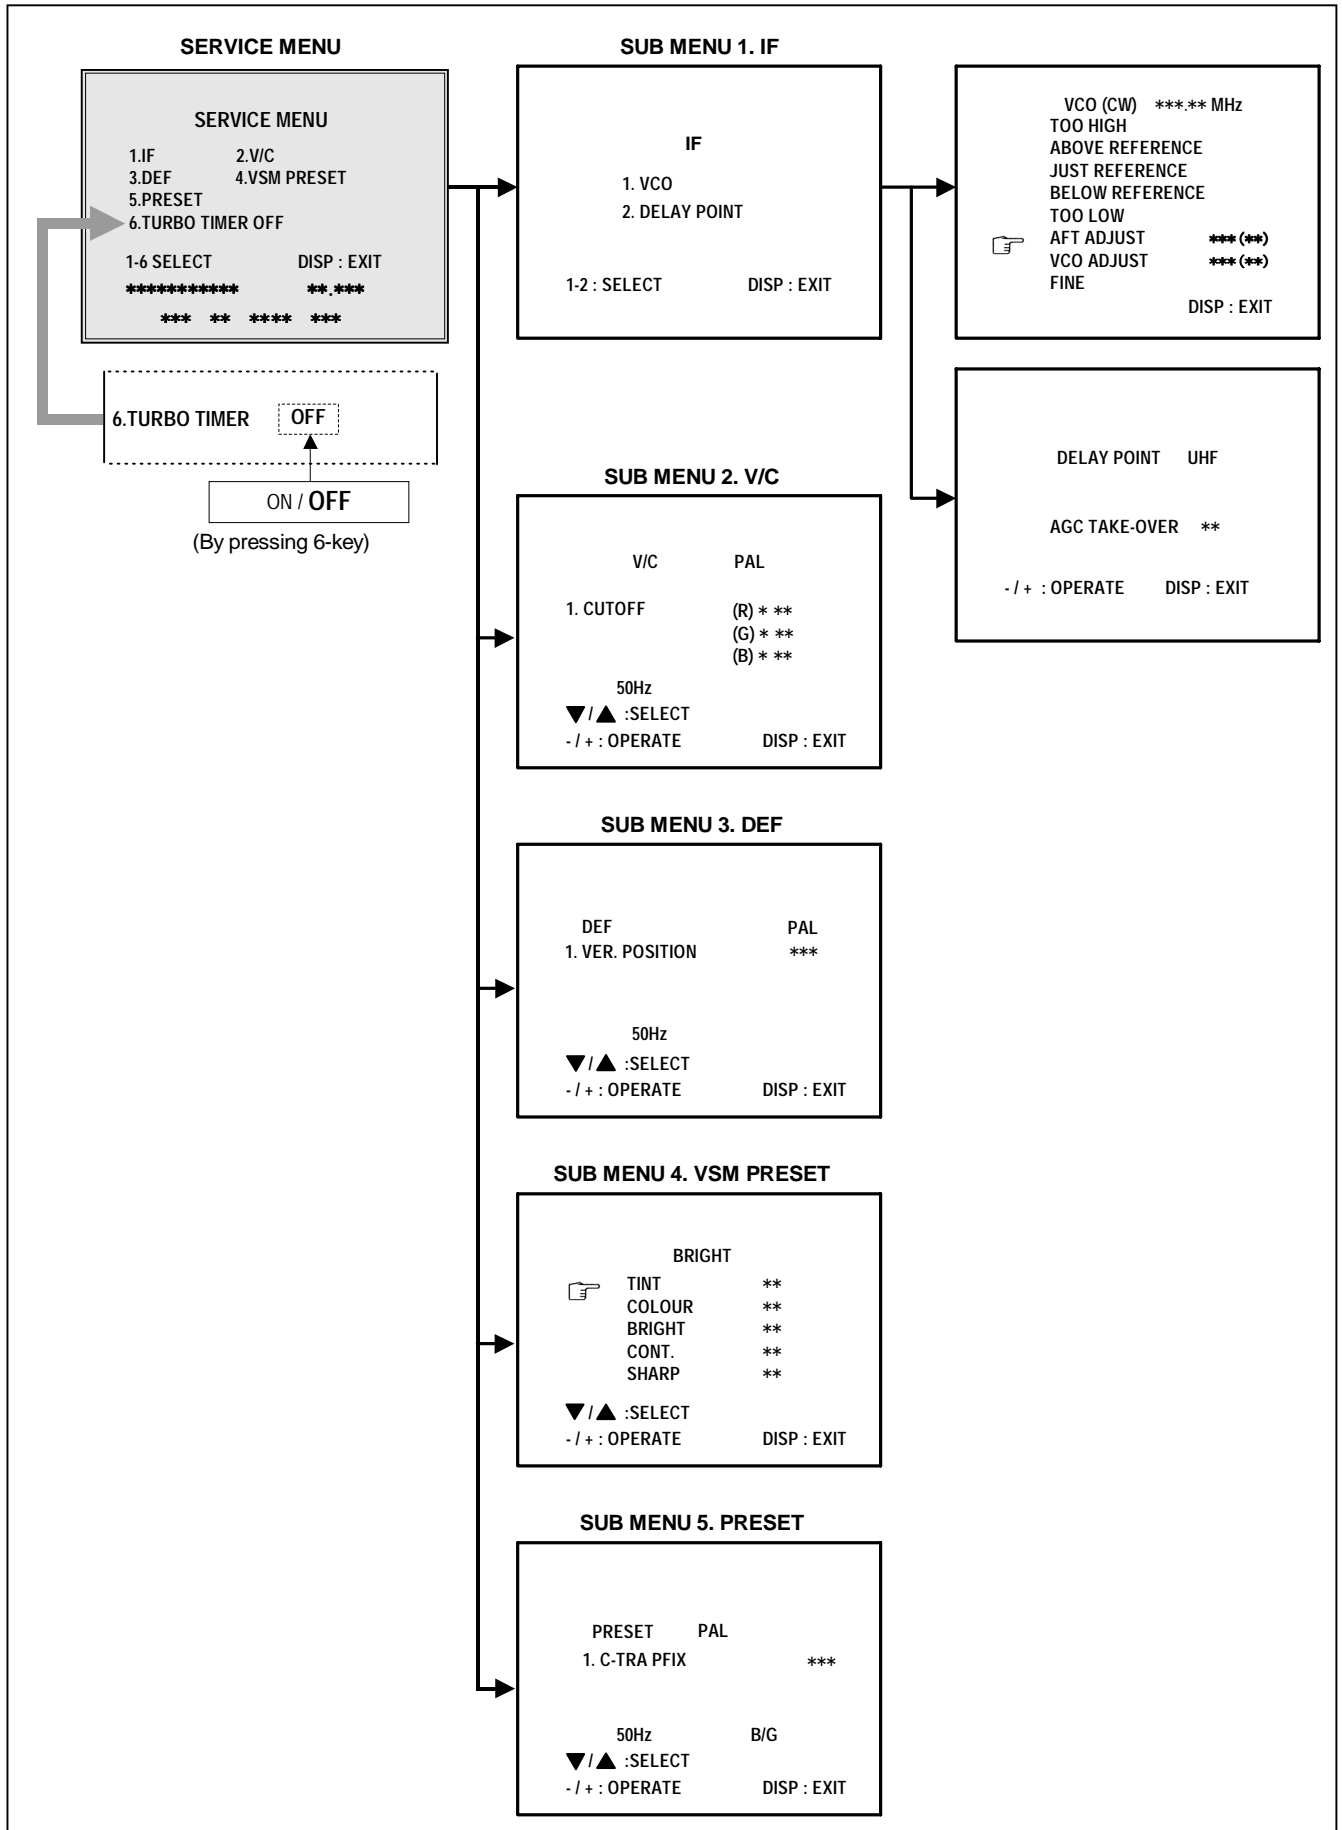 SERVICE MENU
SERVICE MENU
1.IF 2.V/C
3.DEF 4.VSM PRESET
5.PRESET
6.TURBO TIMER OFF
1-6 SELECT DISP : EXIT
*********** **.***
*** ** **** ***
6.TURBO TIMER OFF
ON / OFF
(By pressing 6-key)
SUB MENU 1. IF
IF
1. VCO
2. DELAY POINT
1-2 : SELECT DISP : EXIT
VCO (CW) ***.** MHz
TOO HIGH
ABOVE REFERENCE
JUST REFERENCE
BELOW REFERENCE
TOO LOW
☞ AFT ADJUST *** (**)
VCO ADJUST *** (**)
FINE
DISP : EXIT
DELAY POINT UHF
AGC TAKE-OVER **
- / + : OPERATE DISP : EXIT
SUB MENU 2. V/C
V/C PAL
1. CUTOFF (R) * **
(G) * **
(B) * **
50Hz
▼/▲ :SELECT
- / + : OPERATE DISP : EXIT
SUB MENU 3. DEF
DEF PAL
1. VER. POSITION ***
50Hz
▼/▲ :SELECT
- / + : OPERATE DISP : EXIT
SUB MENU 4. VSM PRESET
BRIGHT
☞ TINT **
COLOUR **
BRIGHT **
CONT. **
SHARP **
▼/▲ :SELECT
- / + : OPERATE DISP : EXIT
SUB MENU 5. PRESET
PRESET PAL
1. C-TRA PFIX ***
50Hz B/G
▼/▲ :SELECT
- / + : OPERATE DISP : EXIT